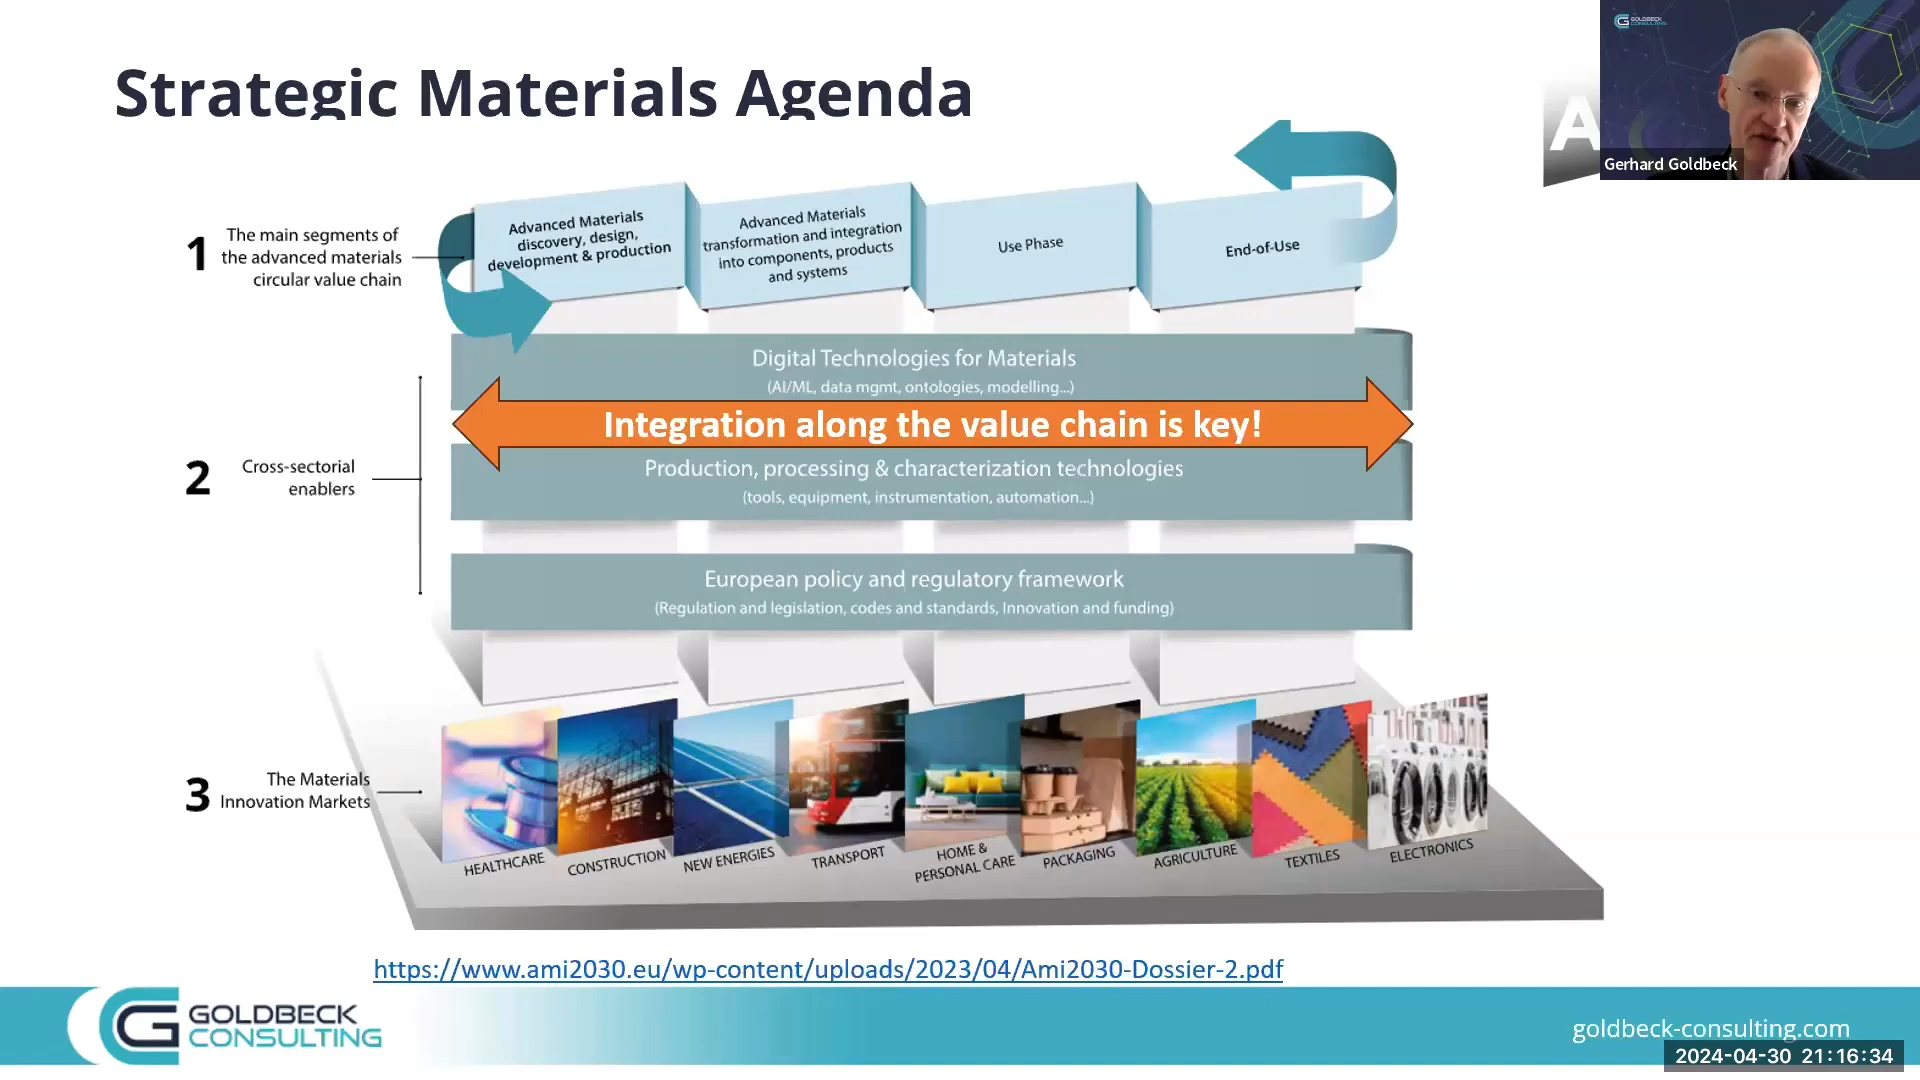 Strategic Materials Agenda
GOLDBECK
CONSULTING
A
Gerhard Goldbeck
1
The main segments of
the advanced materials
circular value chain
Advanced Materials
discovery, design,
development & production
Advanced Materials
transformation and integration
into components, products
and systems
Use Phase
End-of-Use
Digital Technologies for Materials
(AI/ML, data mgmt, ontologies, modelling...)
Integration along the value chain is key!
2
Cross-sectorial
enablers
Production, processing & characterization technologies
(tools, equipment, instrumentation, automation...)
European policy and regulatory framework
(Regulation and legislation, codes and standards, Innovation and funding)
3
The Materials
Innovation Markets
HEALTHCARE
CONSTRUCTION
NEW ENERGIES
TRANSPORT
HOME &
PERSONAL CARE
PACKAGING
AGRICULTURE
TEXTILES
ELECTRONICS
https://www.ami2030.eu/wp-content/uploads/2023/04/Ami2030-Dossier-2.pdf
GOLDBECK
CONSULTING
goldbeck-consulting.com
2024-04-30 21:16:34